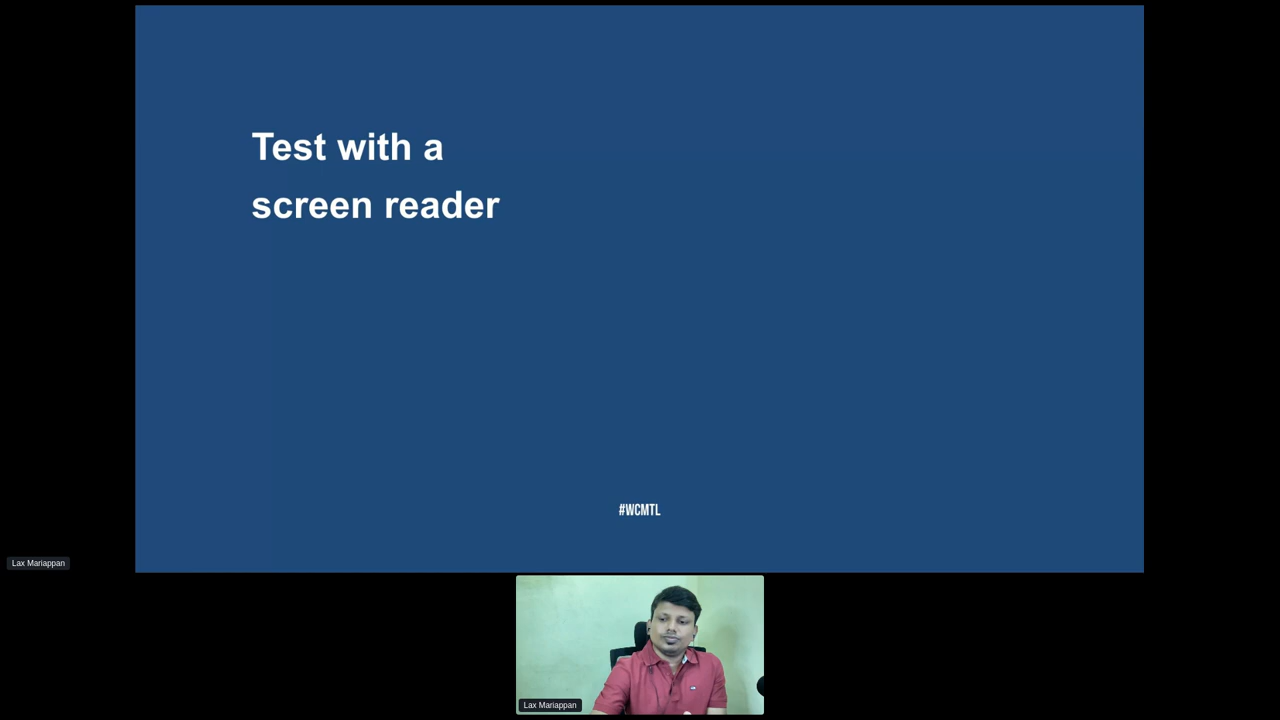 Test with a
screen reader
#WCMTL
Lax Mariappan
Lax Mariappan